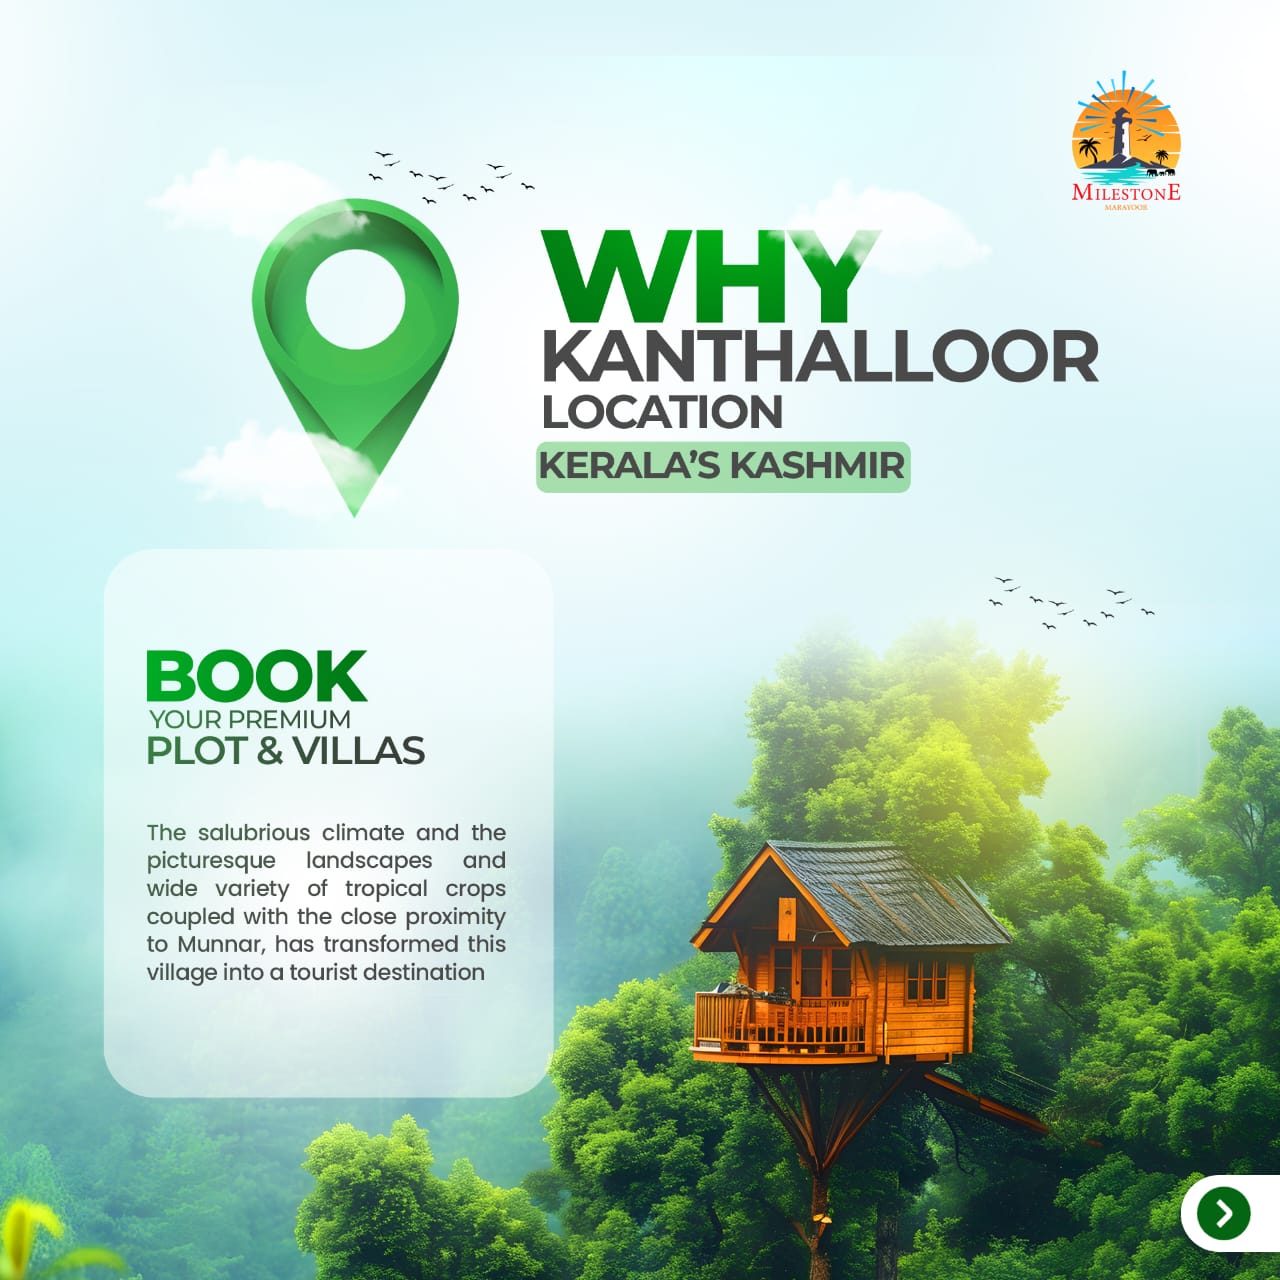 MILESTONE
MARAYOOR
WHY
KANTHALLOOR
LOCATION
KERALA'S KASHMIR
BOOK
YOUR PREMIUM
PLOT & VILLAS
The salubrious climate and the
picturesque landscapes and
wide variety of tropical crops
coupled with the close proximity
to Munnar, has transformed this
village into a tourist destination